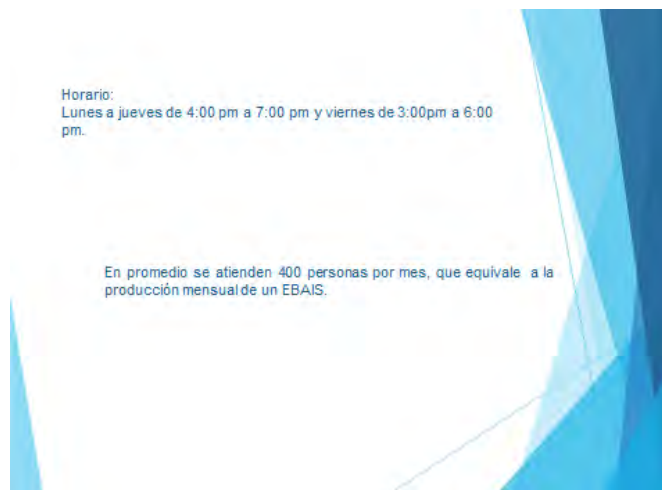 Horario:
Lunes a jueves de 4:00 pm a 7:00 pm y viernes de 3:00pm a 6:00
pm.
En promedio se atienden 400 personas por mes, que equivale a la
producción mensual de un EBAIS.